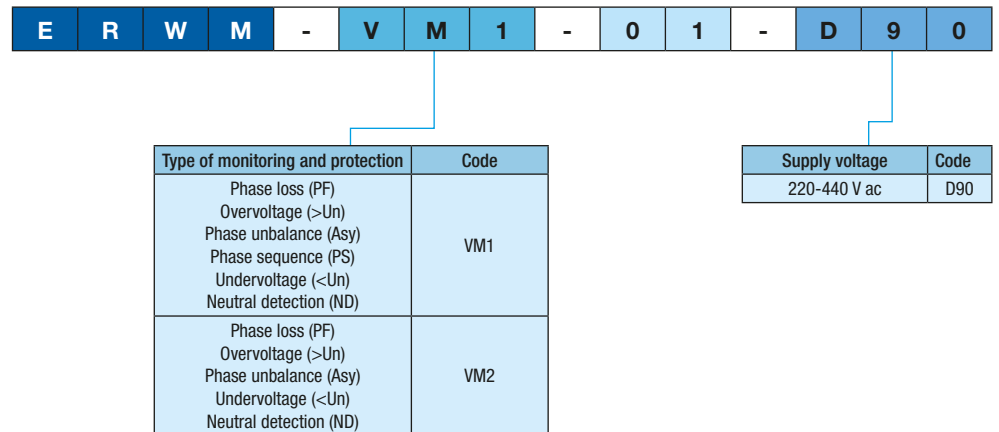 E R W M - V M 1 - 0 1 - D 9 0
Type of monitoring and protection Code
Phase loss (PF)
Overvoltage (>Un)
Phase unbalance (Asy)
Phase sequence (PS)
Undervoltage (<Un)
Neutral detection (ND)
VM1
Phase loss (PF)
Overvoltage (>Un)
Phase unbalance (Asy)
Undervoltage (<Un)
Neutral detection (ND)
VM2
Supply voltage Code
220-440 V ac D90